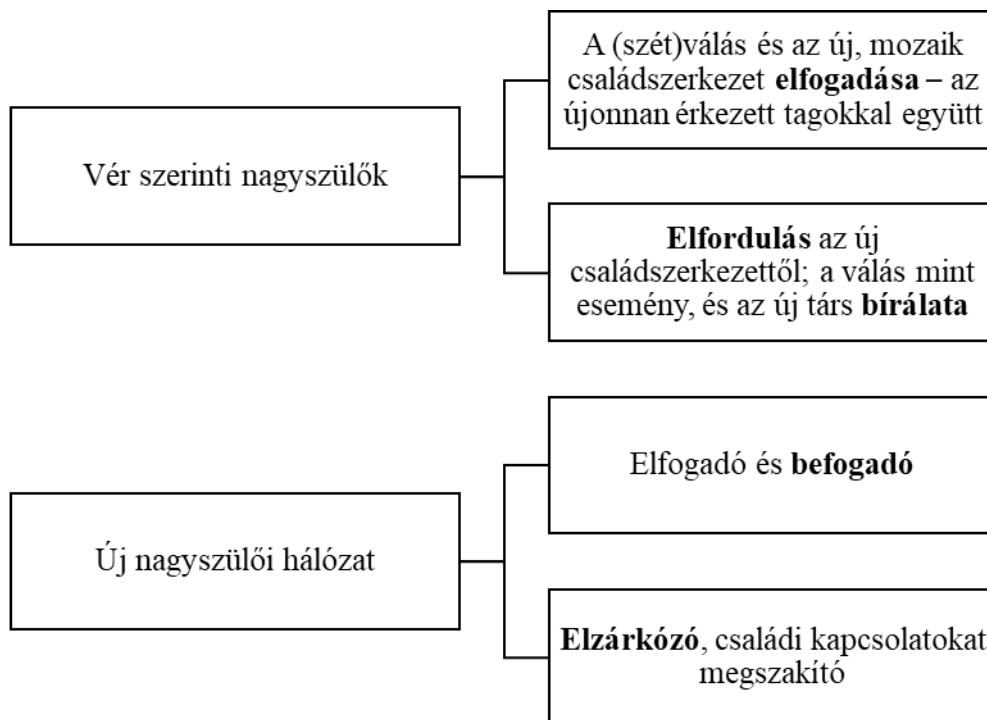 A (szét)válás és az új, mozaik
családszerkezet elfogadása – az
újonnan érkezett tagokkal együtt
Vér szerinti nagyszülők
Elfordulás az új
családszerkezettől; a válás mint
esemény, és az új társ bírálata
Elfogadó és befogadó
Új nagyszülői hálózat
Elzárkózó, családi kapcsolatokat
megszakító